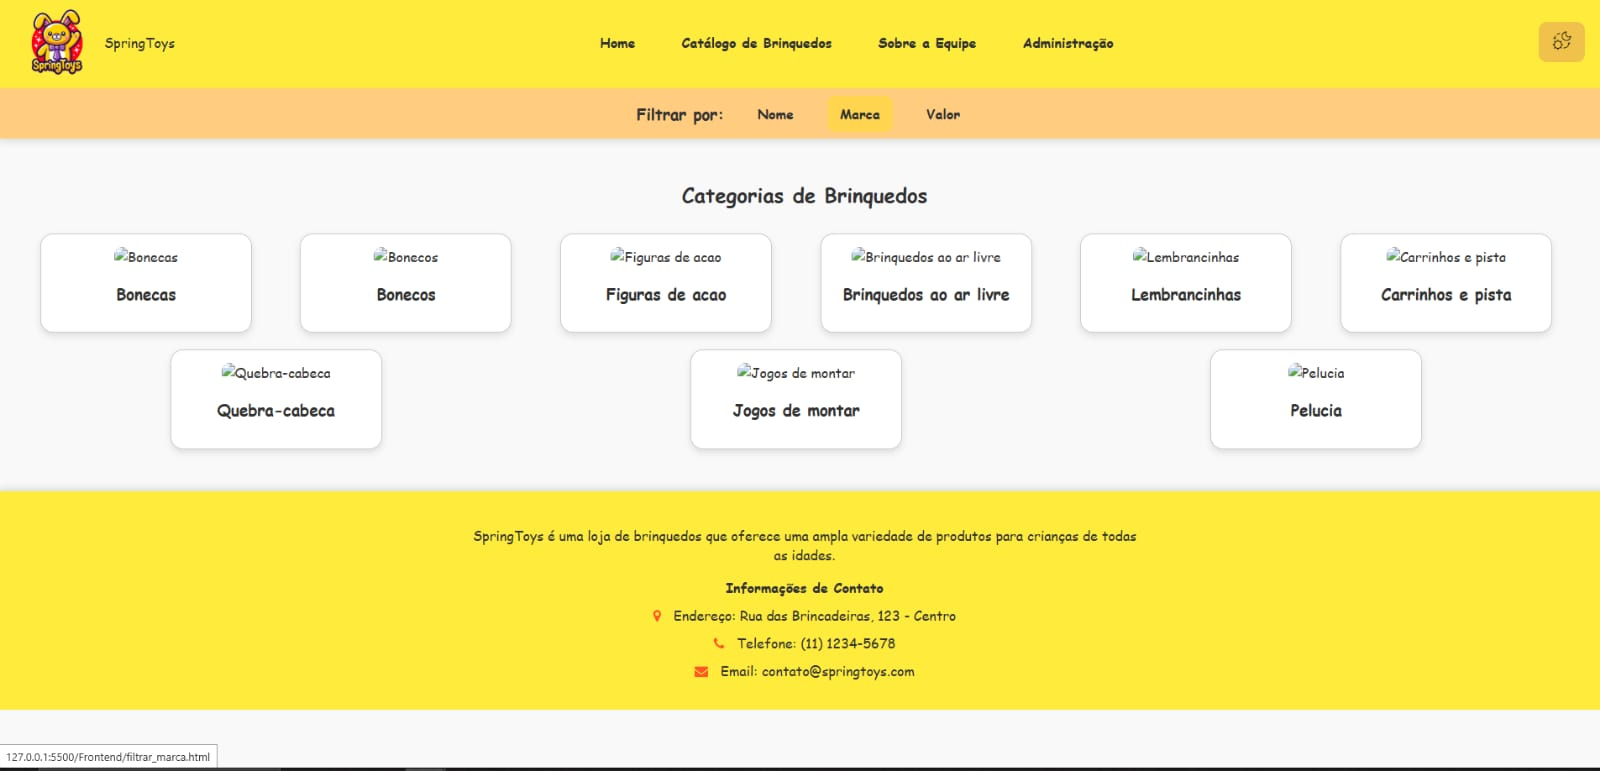 SpringToys
SpringToys
Home
Catálogo de Brinquedos
Sobre a Equipe
Administração
Filtrar por:
Nome
Marca
Valor
Categorias de Brinquedos
Bonecas
Bonecos
Figuras de acao
Brinquedos ao ar livre
Lembrancinhas
Carrinhos e pista
Bonecas
Bonecos
Figuras de acao
Brinquedos ao ar livre
Lembrancinhas
Carrinhos e pista
Quebra-cabeca
Jogos de montar
Pelucia
Quebra-cabeca
Jogos de montar
Pelucia
SpringToys é uma loja de brinquedos que oferece uma ampla variedade de produtos para crianças de todas
as idades.
Informações de Contato
Endereço: Rua das Brincadeiras, 123 - Centro
Telefone: (11) 1234-5678
Email: contato@springtoys.com
127.0.0.1:5500/Frontend/filtrar_marca.html